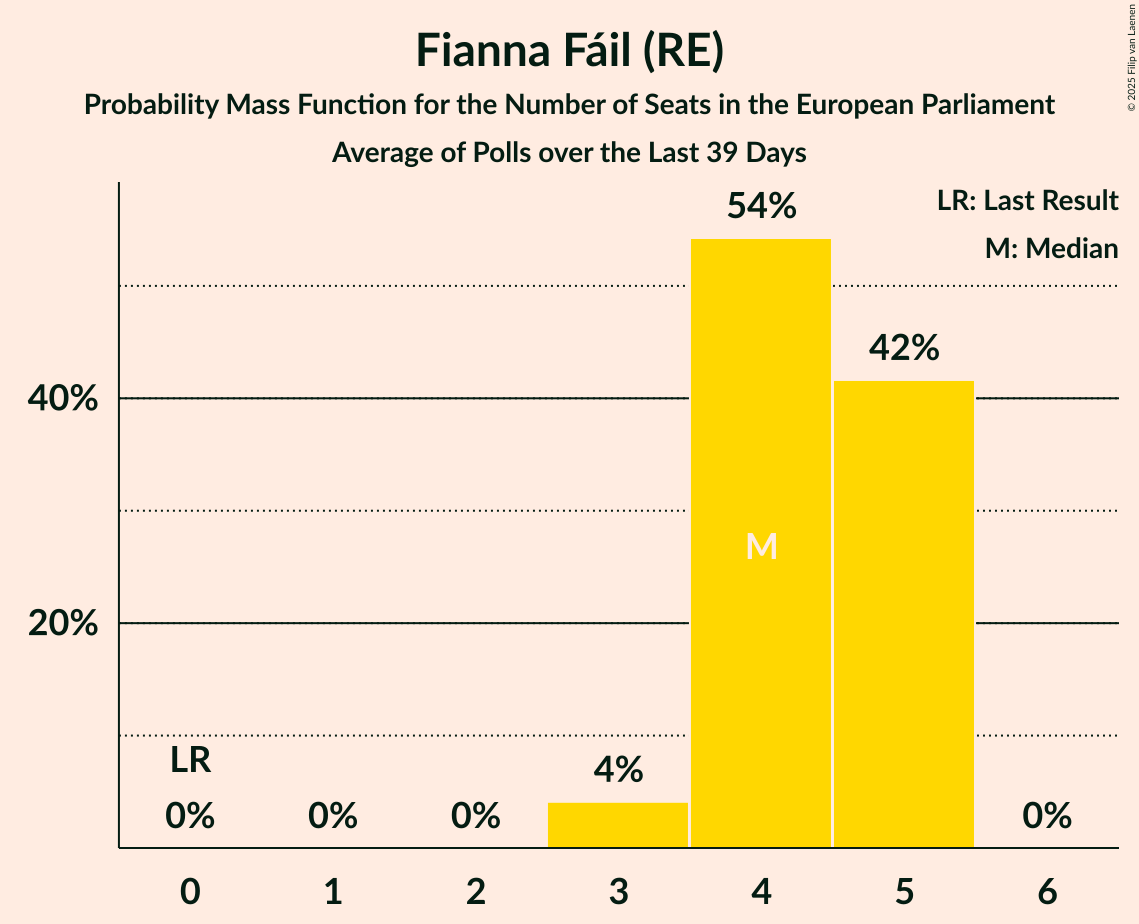 Fianna Fáil (RE)
Probability Mass Function for the Number of Seats in the European Parliament
Average of Polls over the Last 39 Days
© 2025 Filip van Laenen
LR: Last Result
M: Median
54%
42%
40%
M
20%
LR
4%
0%
0%
0%
0%
0
1
2
3
4
5
6